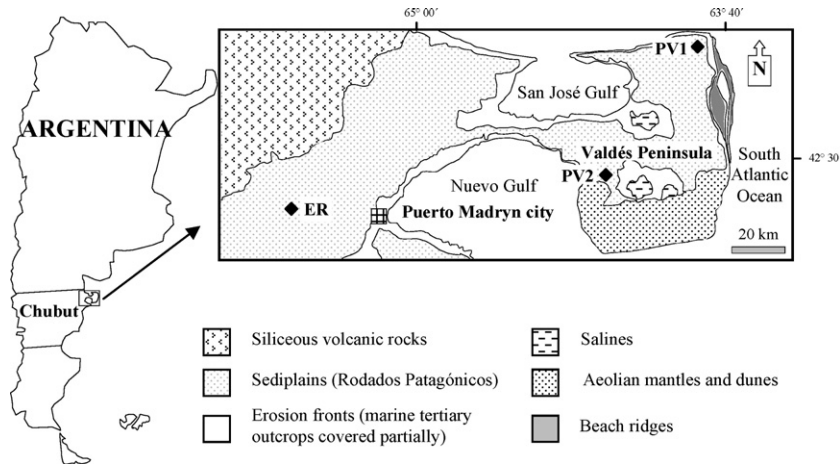 65° 00´
63° 40´
PV1
N
San José Gulf
ARGENTINA
Valdés Peninsula
42° 30´
South
Atlantic
Ocean
Nuevo Gulf
PV2
ER
Puerto Madryn city
20 km
Chubut
Siliceous volcanic rocks
Salines
Sediplains (Rodados Patagónicos)
Aeolian mantles and dunes
Erosion fronts (marine tertiary
outcrops covered partially)
Beach ridges